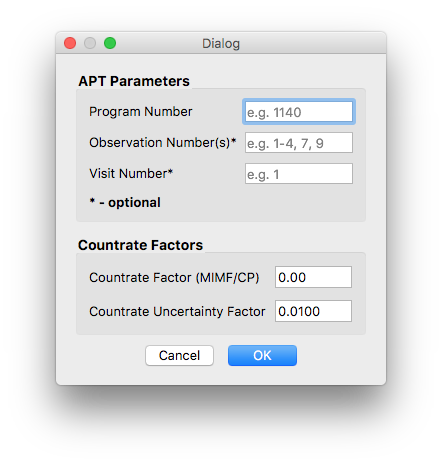 Dialog
APT Parameters
Program Number e.g. 1140
Observation Number(s)* e.g. 1-4, 7, 9
Visit Number* e.g. 1
* - optional
Countrate Factors
Countrate Factor (MIMF/CP) 0.00
Countrate Uncertainty Factor 0.0100
Cancel OK